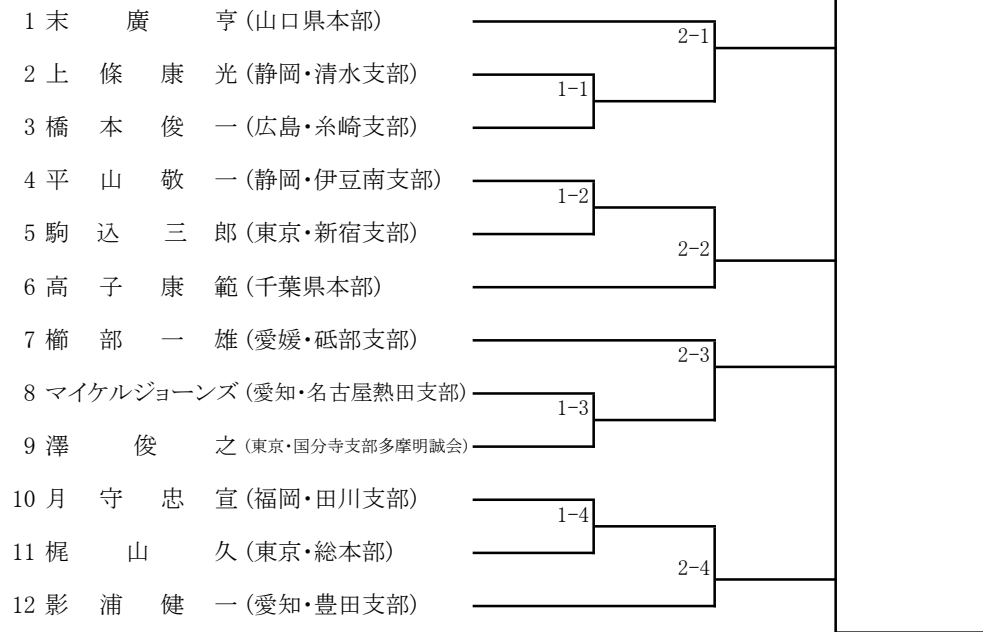 1 末廣亨 (山口県本部)
2-1
2 上條康光 (静岡・清水支部)
1-1
3 橋本俊一 (広島・糸崎支部)
4 平山敬一 (静岡・伊豆南支部)
1-2
5 駒込三郎 (東京・新宿支部)
2-2
6 高子康範 (千葉県本部)
7 櫛部一雄 (愛媛・砥部支部)
2-3
8 マイケルジョーンズ (愛知・名古屋熱田支部)
1-3
9 澤俊之 (東京・国分寺支部多摩明誠会)
10 月守忠宣 (福岡・田川支部)
1-4
11 梶山久 (東京・総本部)
2-4
12 影浦健一 (愛知・豊田支部)